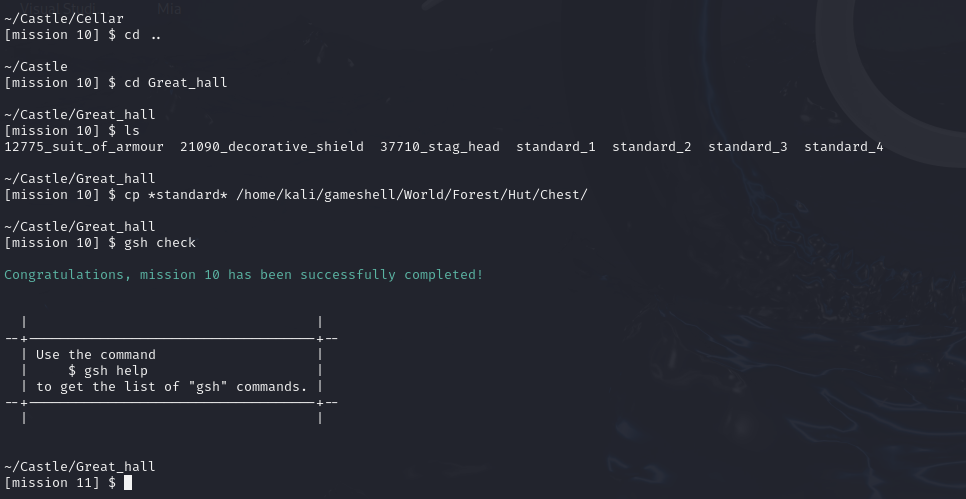 Visual Studi Mia
~/Castle/Cellar
[mission 10] $ cd ..
~/Castle
[mission 10] $ cd Great_hall
~/Castle/Great_hall
[mission 10] $ ls
12775_suit_of_armour  21090_decorative_shield  37710_stag_head  standard_1  standard_2  standard_3  standard_4
~/Castle/Great_hall
[mission 10] $ cp *standard* /home/kali/gameshell/World/Forest/Hut/Chest/
~/Castle/Great_hall
[mission 10] $ gsh check
Congratulations, mission 10 has been successfully completed!
Use the command
$ gsh help
to get the list of "gsh" commands.
~/Castle/Great_hall
[mission 11] $